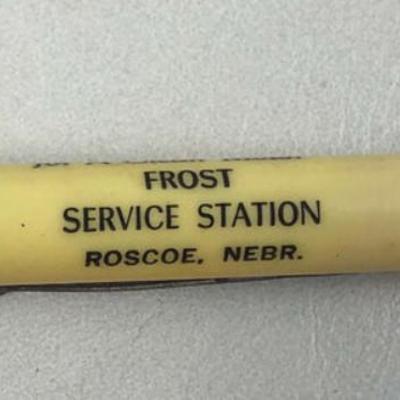 FROST
SERVICE STATION
ROSCOE, NEBR.